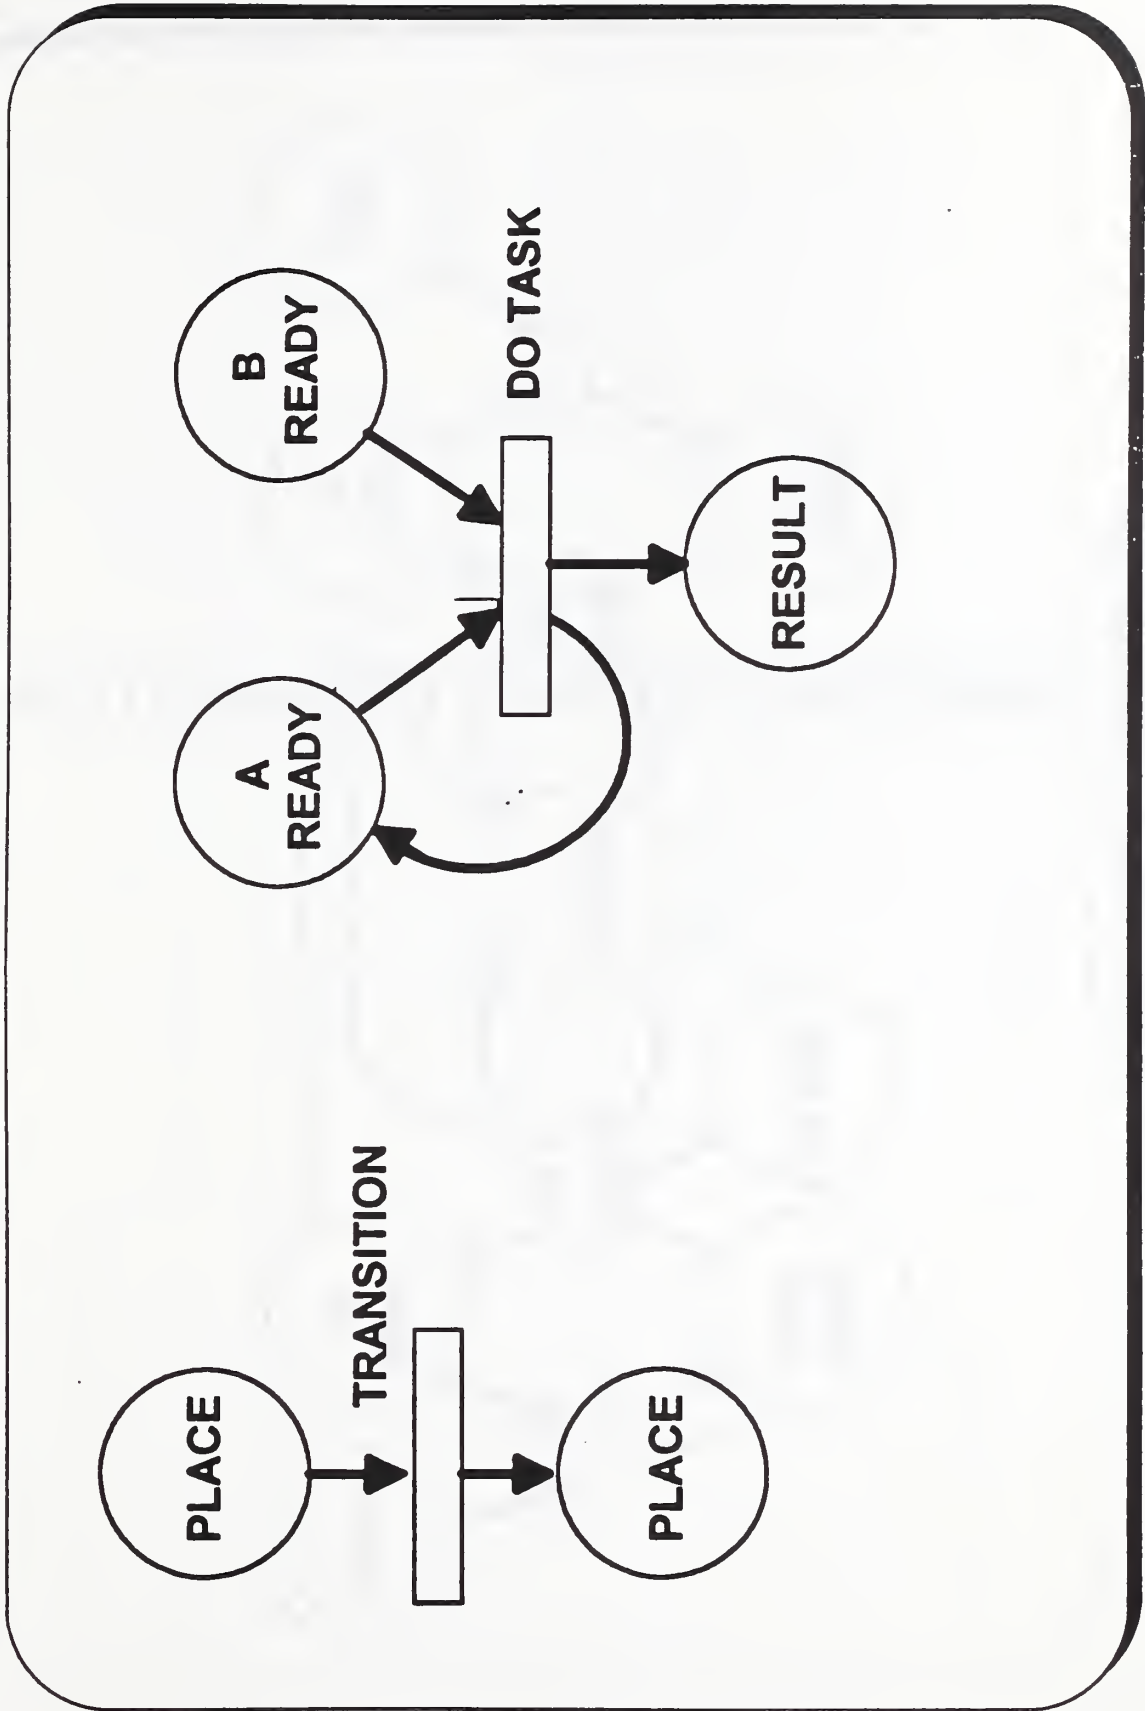 PLACE
TRANSITION
PLACE
A
READY
B
READY
DO TASK
RESULT